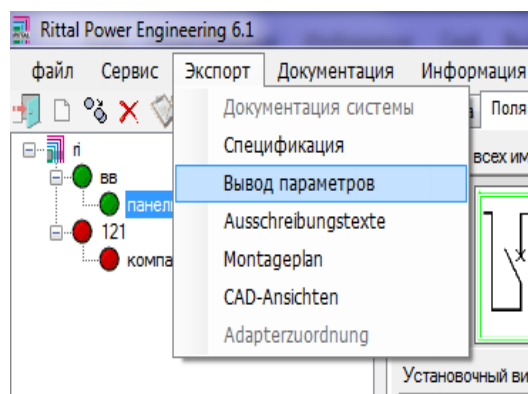 Rittal Power Engineering 6.1
файл Сервис Экспорт Документация Информация
Документация системы
Поля
Спецификация
всех им
Вывод параметров
Ausschreibungstexte
Montageplan
CAD-Ansichten
Adapterzuordnung
ri
вв
панель
121
компа
Установочный ви